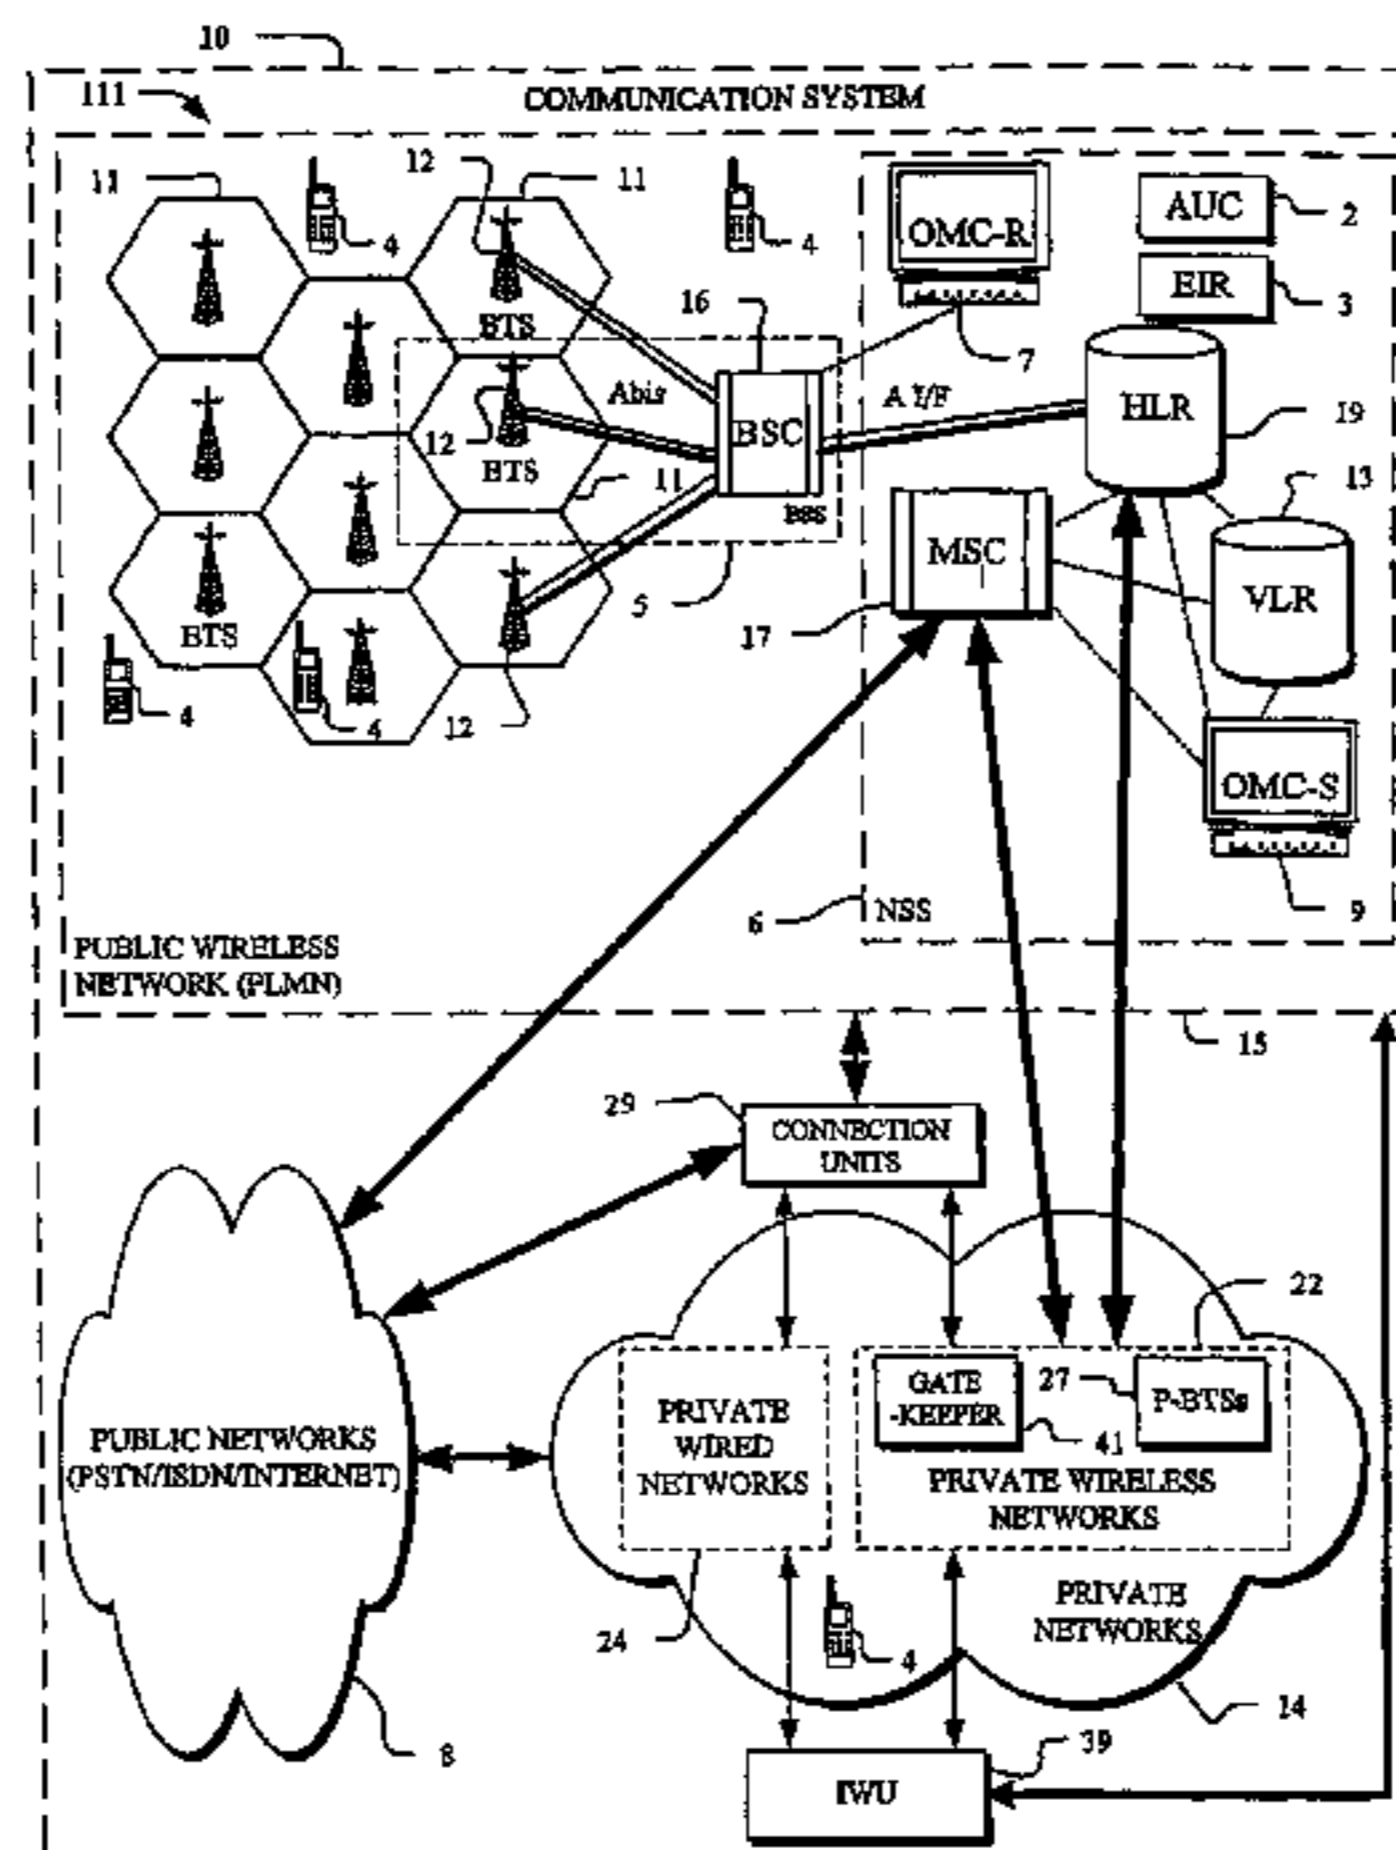 10
111
COMMUNICATION SYSTEM
11
12
11
4
4
OMC-R
AUC
2
EIR
3
16
BTS
7
Abis
BSC
A I/F
HLR
19
12
BTS
11
BSS
13
MSC
VLR
BTS
5
17
4
4
12
OMC-S
6
NSS
9
PUBLIC WIRELESS
NETWORK (PLMN)
15
29
CONNECTION
UNITS
22
GATE
-KEEPER
27
P-BTSs
41
PRIVATE
WIRED
NETWORKS
PUBLIC NETWORKS
(PSTN/ISDN/INTERNET)
PRIVATE WIRELESS
NETWORKS
PRIVATE
NETWORKS
24
4
14
8
39
IWU